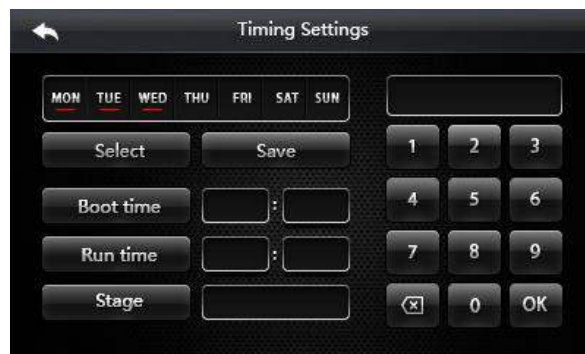 Timing Settings
MON TUE WED THU FRI SAT SUN
Select Save
Boot time :
Run time :
Stage
1 2 3
4 5 6
7 8 9
0 OK